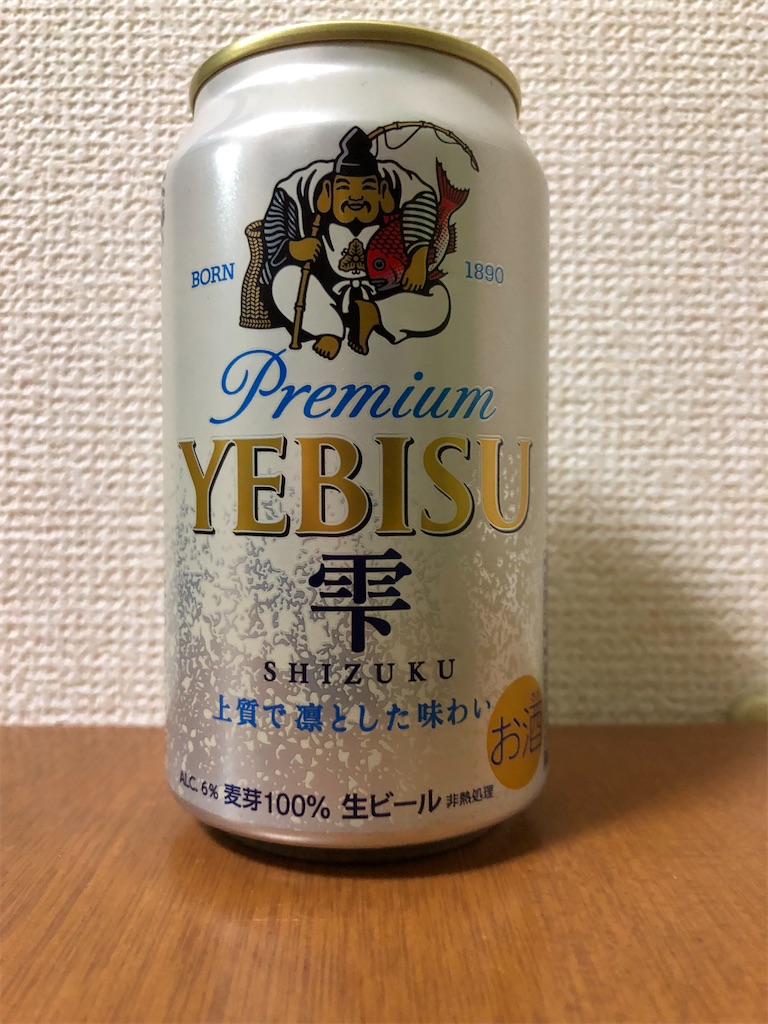 BORN 1890
Premium
YEBISU
雫
SHIZUKU
上質で凛とした味わい
お酒
ALC. 6% 麦芽100% 生ビール 非熱処理